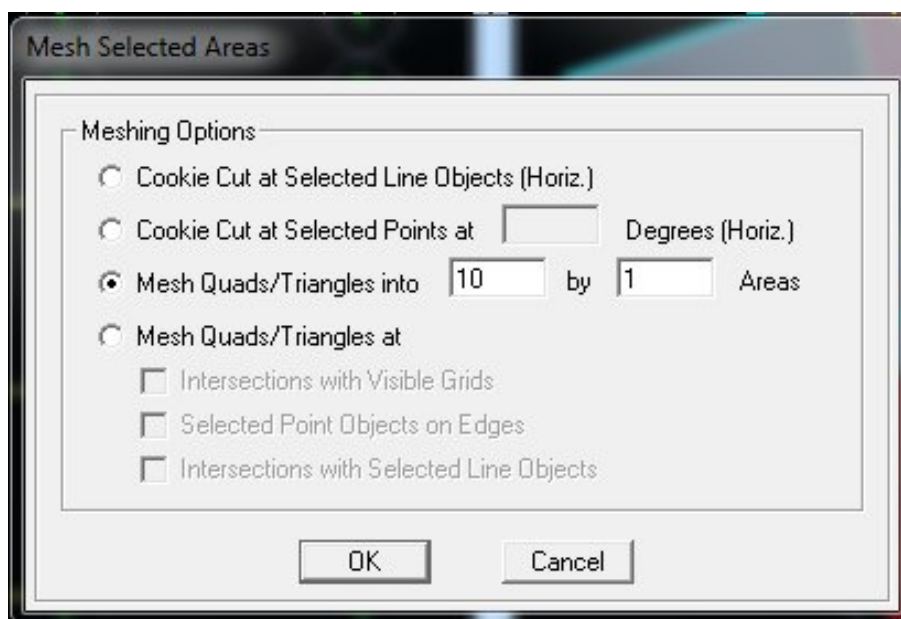 Mesh Selected Areas
Meshing Options
Cookie Cut at Selected Line Objects (Horiz.)
Cookie Cut at Selected Points at Degrees (Horiz.)
Mesh Quads/Triangles into 10 by 1 Areas
Mesh Quads/Triangles at
Intersections with Visible Grids
Selected Point Objects on Edges
Intersections with Selected Line Objects
OK Cancel